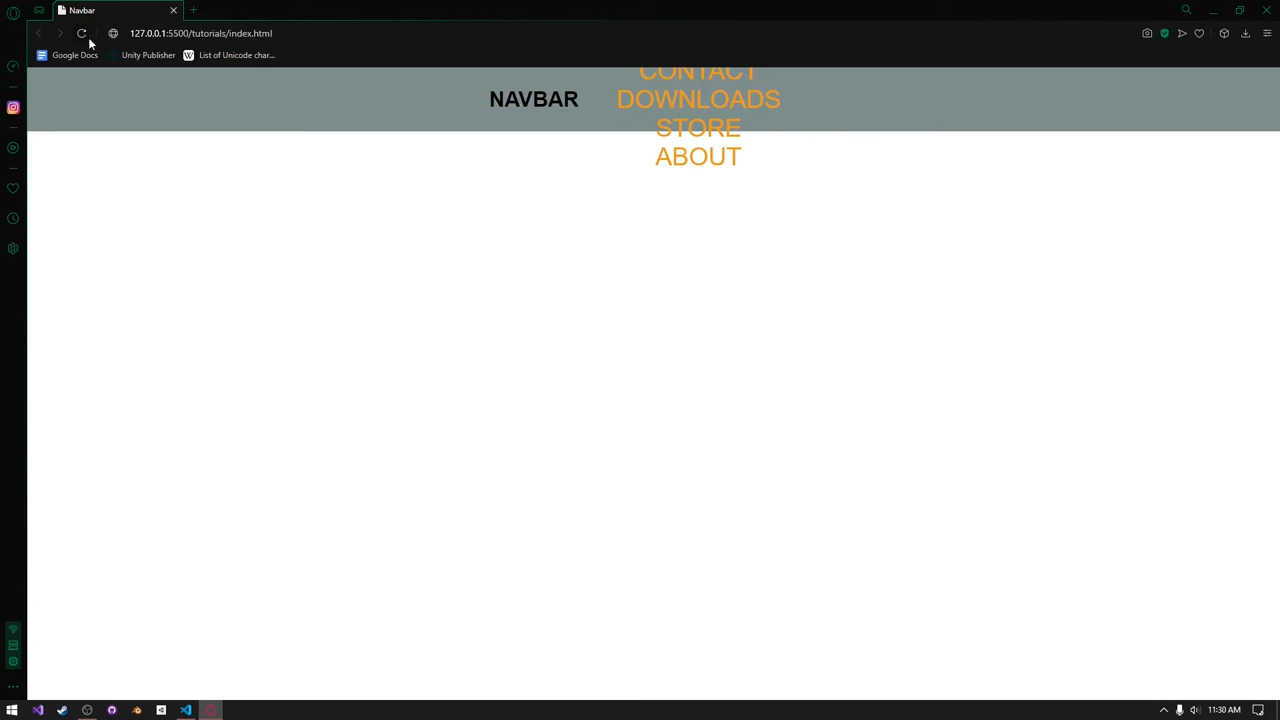 Navbar
127.0.0.1:5500/tutorials/index.html
Google Docs
Unity Publisher
W
List of Unicode char...
CONTACT
NAVBAR
DOWNLOADS
STORE
ABOUT
11:30 AM